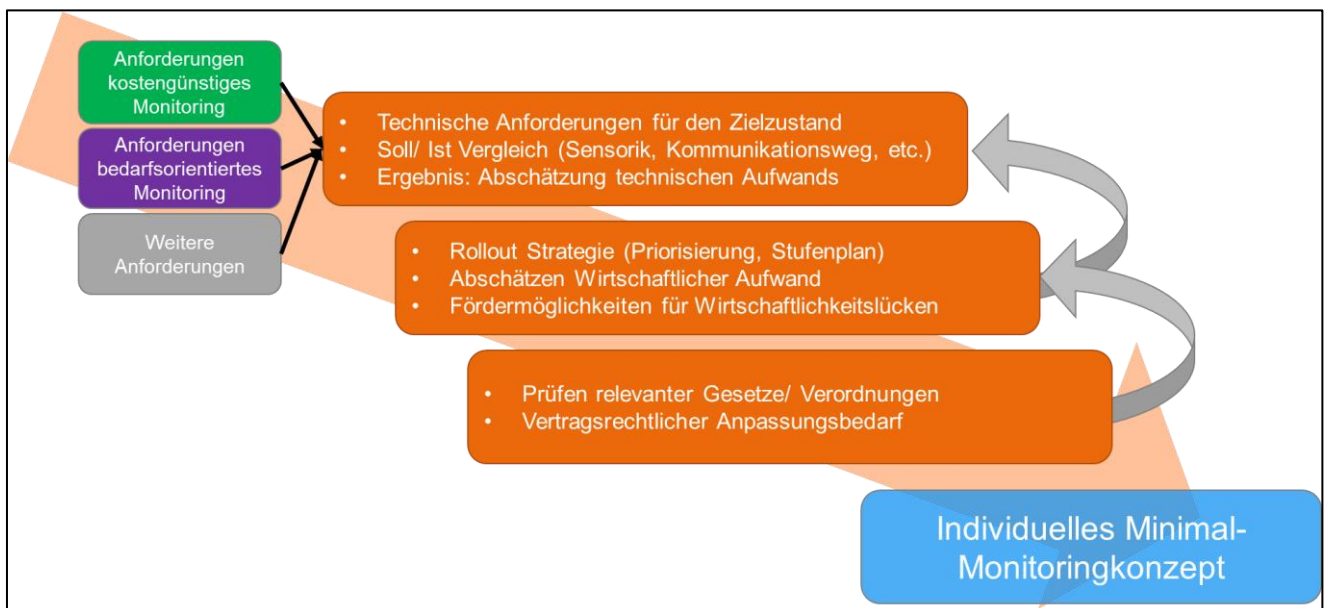 Anforderungen
kostengünstiges
Monitoring
Anforderungen
bedarfsorientiertes
Monitoring
Weitere
Anforderungen
• Technische Anforderungen für den Zielzustand
• Soll/ Ist Vergleich (Sensorik, Kommunikationsweg, etc.)
• Ergebnis: Abschätzung technischen Aufwands
• Rollout Strategie (Priorisierung, Stufenplan)
• Abschätzen Wirtschaftlicher Aufwand
• Fördermöglichkeiten für Wirtschaftlichkeitslücken
• Prüfen relevanter Gesetze/ Verordnungen
• Vertragsrechtlicher Anpassungsbedarf
Individuelles Minimal-
Monitoringkonzept